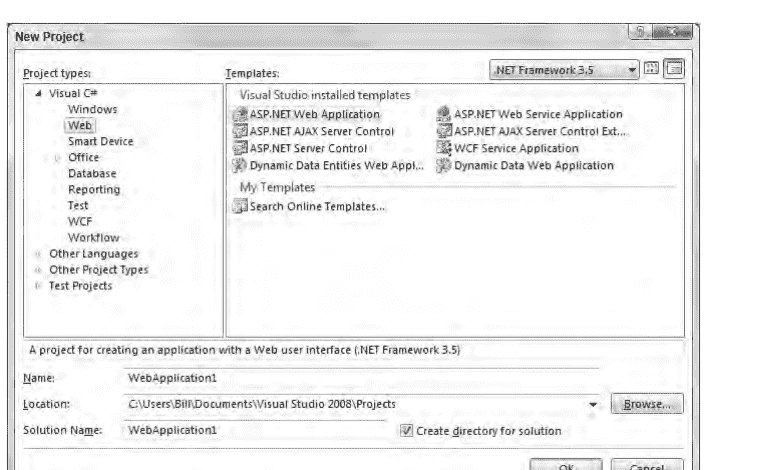 New Project
Project types:
Templates:
.NET Framework 3.5
Visual C#
Windows
Web
Smart Device
Office
Database
Reporting
Test
WCF
Workflow
Other Languages
Other Project Types
Test Projects
Visual Studio installed templates
ASP.NET Web Application
ASP.NET Web Service Application
ASP.NET AJAX Server Control
ASP.NET AJAX Server Control Ext...
ASP.NET Server Control
WCF Service Application
Dynamic Data Entities Web Appl...
Dynamic Data Web Application
My Templates
Search Online Templates...
A project for creating an application with a Web user interface (.NET Framework 3.5)
Name:
WebApplication1
Location:
C:\Users\Bill\Documents\Visual Studio 2008\Projects
Browse...
Solution Name:
WebApplication1
Create directory for solution
OK
Cancel